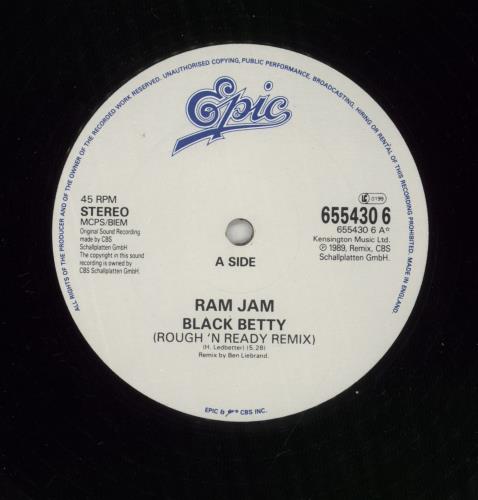 ALL RIGHTS OF THE PRODUCER AND OF THE OWNER OF THE RECORDED WORK RESERVED. UNAUTHORISED COPYING, PUBLIC PERFORMANCE, BROADCASTING, HIRING OR RENTAL OF THIS RECORDING PROHIBITED. MADE IN ENGLAND.
Epic
45 RPM
STEREO
MCPS/BIEM
Original Sound Recording
made by CBS
Schallplatten GmbH
The copyright in this sound
recording is owned by
CBS Schallplatten GmbH.
LC 0199
655430 6
655430 6 A*
Kensington Music Ltd.
℗ 1989, Remix, CBS
Schallplatten GmbH.
A SIDE
RAM JAM
BLACK BETTY
(ROUGH 'N READY REMIX)
(H. Ledbetter) (5.28)
Remix by Ben Liebrand.
EPIC & CBS INC.